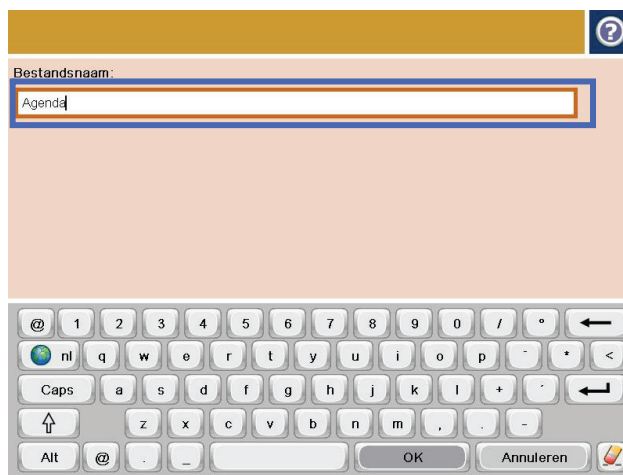 ?
Bestandsnaam:
Agenda
@ 1 2 3 4 5 6 7 8 9 0 / °
nl q w e r t y u i o p ¨ * <
Caps a s d f g h j k l + ´
z x c v b n m , . -
Alt @ . _ OK Annuleren